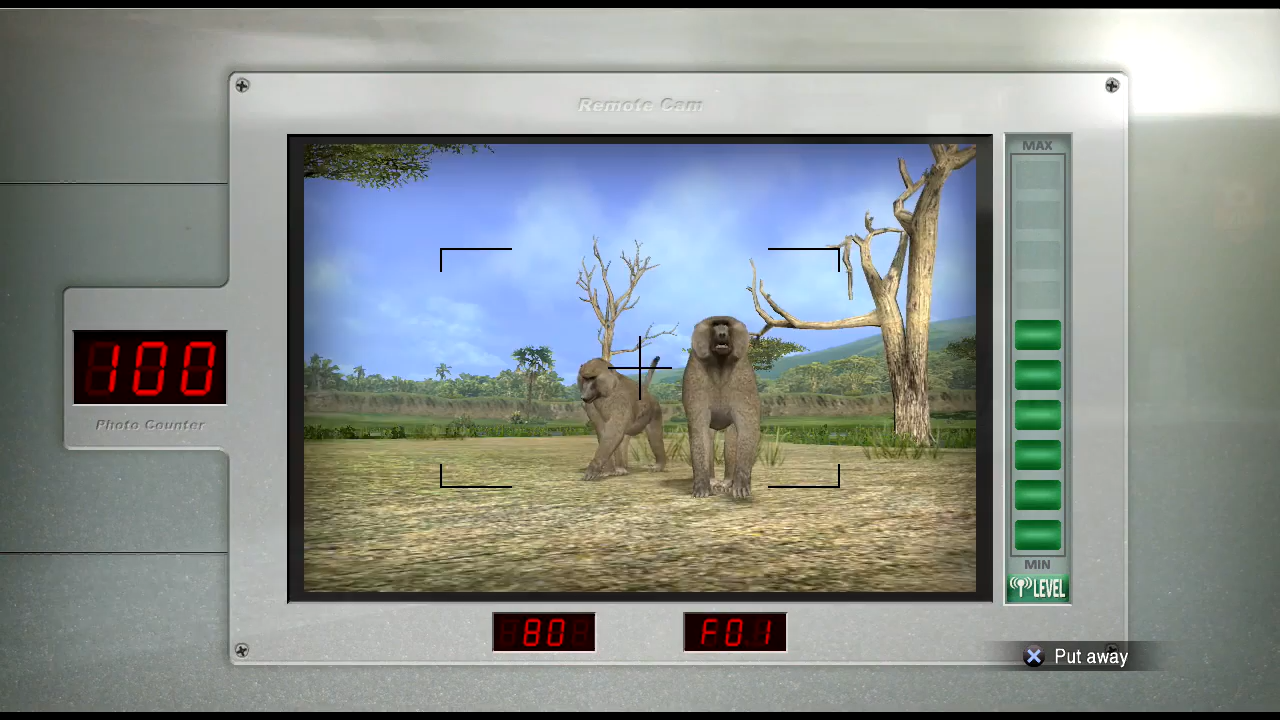 Remote Cam
MAX
100
Photo Counter
MIN
LEVEL
80
F01
Put away